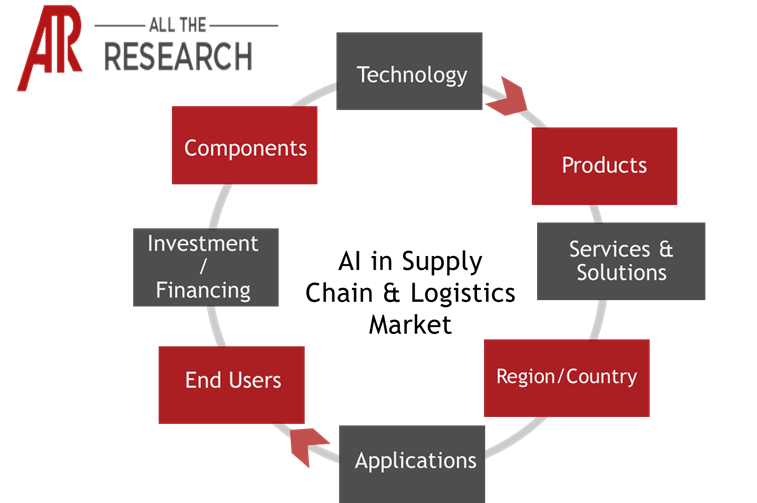 ALL THE
RESEARCH
Technology
Components
Products
Investment
/
Financing
Services &
Solutions
AI in Supply
Chain & Logistics
Market
End Users
Region/Country
Applications